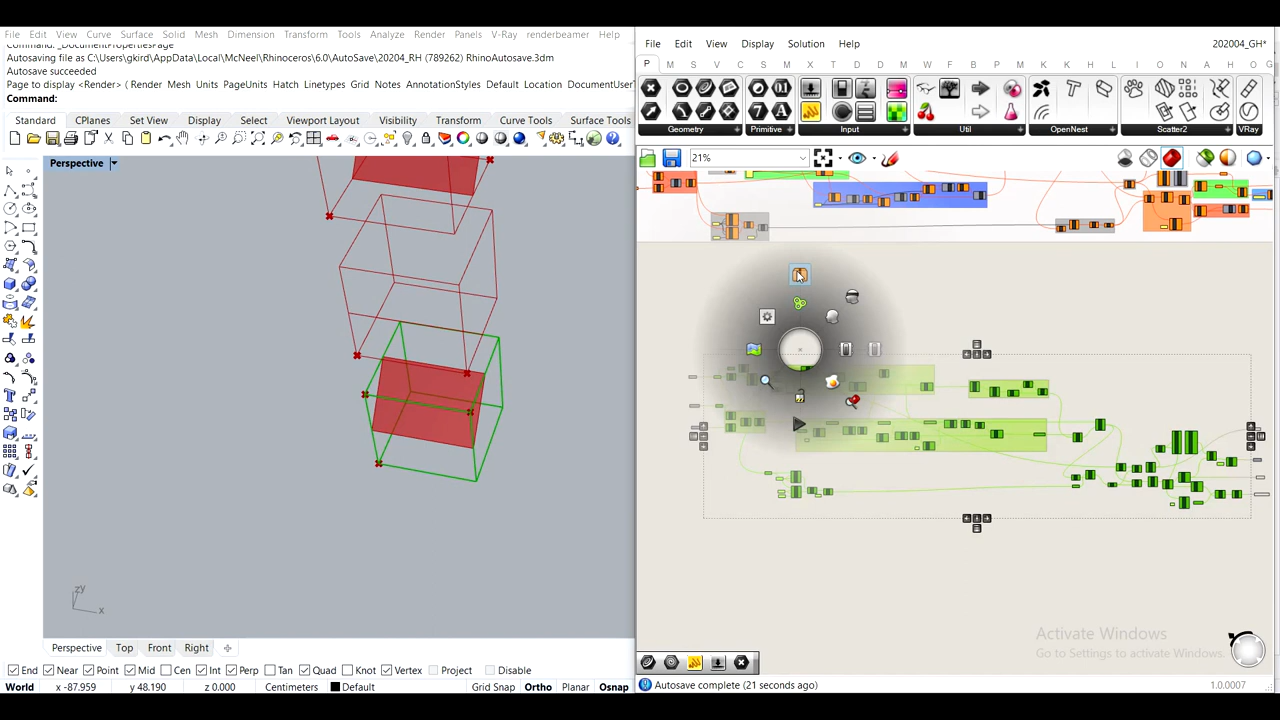 File Edit View Curve Surface Solid Mesh Dimension Transform Tools Analyze Render Panels V-Ray renderbeamer Help
Command: _DocumentPropertiesPage
Autosaving file as C:\Users\gkird\AppData\Local\McNeel\Rhinoceros\6.0\AutoSave\20204_RH (789262) RhinoAutosave.3dm
Autosave succeeded
Page to display <Render> ( Render Meshes PageUnits Hatch Linetypes Grid Notes AnnotationStyles Default Location DocumentUser
Command:
Standard CPlanes Set View Display Select Viewport Layout Visibility Transform Curve Tools Surface Tools
Perspective
zy
x
Perspective Top Front Right
End Near Point Mid Cen Int Perp Tan Quad Knot Vertex Project Disable
World x -87.959 y 48.190 z 0.000 Centimeters Default Grid Snap Ortho Planar Osnap
File Edit View Display Solution Help 202004_GH*
P M S V C S M I X T D D D M W F E A B K E H L O A H O G
Geometry Primitive Input Util OpenNest Scatter2 VRay
21%
Activate Windows
Go to Settings to activate Windows.
Autosave complete (21 seconds ago) 1.0.0007